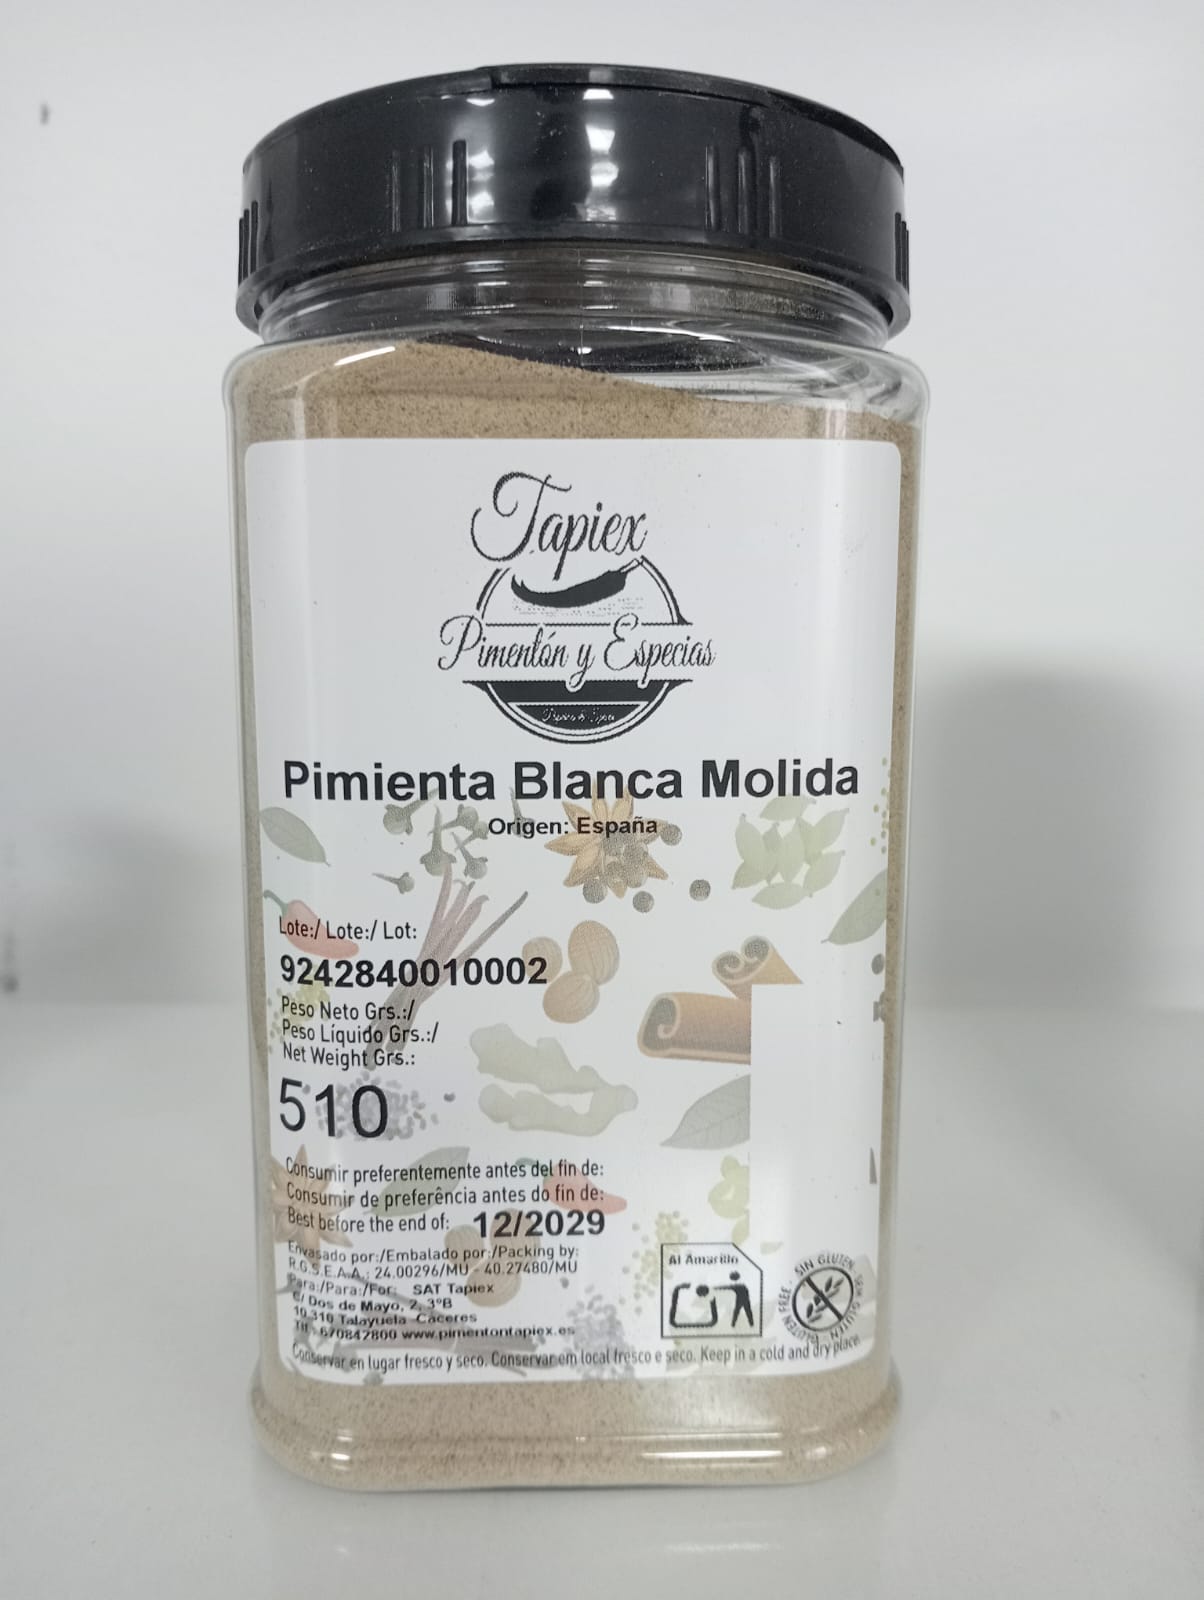 Tapiex
Pimentón y Especias
Pimienta Blanca Molida
Origen: España
Lote:/ Lote:/ Lot:
9242840010002
Peso Neto Grs.:/
Peso Líquido Grs.:/
Net Weight Grs.:
510
Consumir preferentemente antes del fin de:
Consumir de preferência antes do fin de:
Best before the end of: 12/2029
Envasado por:/Embalado por:/Packing by:
R.G.S.E.A.A.: 24.00296/MU - 40.27480/MU
Para:/Para:/For: SAT Tapiex
C/ Dos de Mayo, 2, 3ºB
10.310 Talayuela -Cáceres
Tlf.: 670842800 www.pimentontapiex.es
Al Amarillo
SIN GLUTEN - SEM GLUTEN - GLUTEN FREE -
Conservar en lugar fresco y seco. Conservar em local fresco e seco. Keep in a cold and dry place.